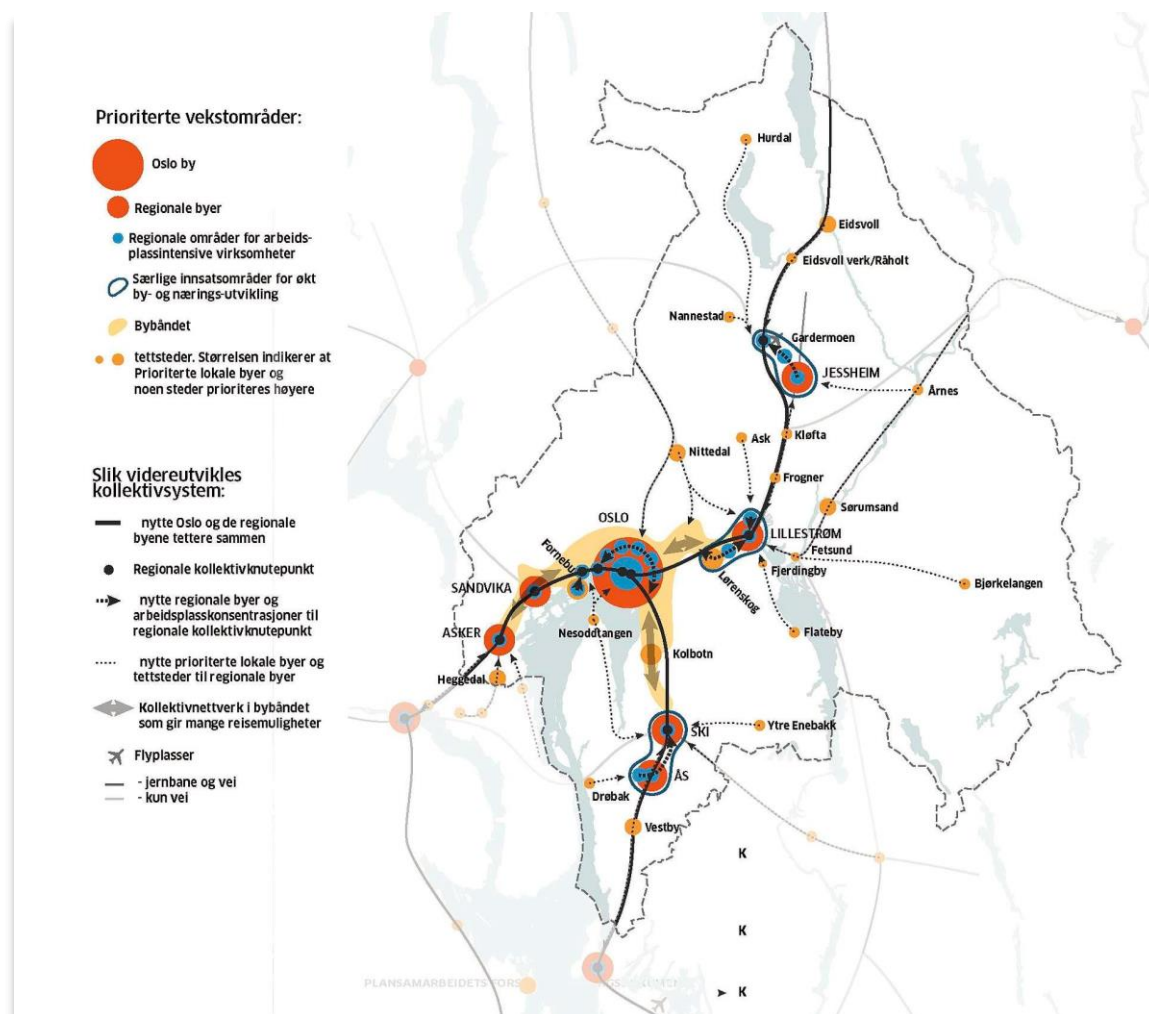 Prioriterte vekstområder:
Oslo by
Regionale byer
Regionale områder for arbeids-
plassintensive virksomheter
Særlige innsatsområder for økt
by- og nærings-utvikling
Bybåndet
tettsteder. Størrelsen indikerer at
Prioriterte lokale byer og
noen steder prioriteres høyere
Slik videreutvikles
kollektivsystem:
nytte Oslo og de regionale
byene tettere sammen
Regionale kollektivknutepunkt
nytte regionale byer og
arbeidsplasskonsentrasjoner til
regionale kollektivknutepunkt
nytte prioriterte lokale byer og
tettsteder til regionale byer
Kollektivnettverk i bybåndet
som gir mange reisemuligheter
Flyplasser
- jernbane og vei
- kun vei
Hurdal
Eidsvoll
Eidsvoll verk/Råholt
Nannestad
Gardermoen
JESSHEIM
Årnes
Kløfta
Ask
Nittedal
Frogner
Sørumsand
OSLO
LILLESTRØM
Fetsund
Fornebu
Fjerdingby
Bjørkelangen
Lørenskog
SANDVIKA
ASKER
Nesoddtangen
Flateby
Kolbotn
Heggedal
SKI
Ytre Enebakk
ÅS
Drøbak
Vestby
K
K
K
PLANSAMARBEIDETS FORS